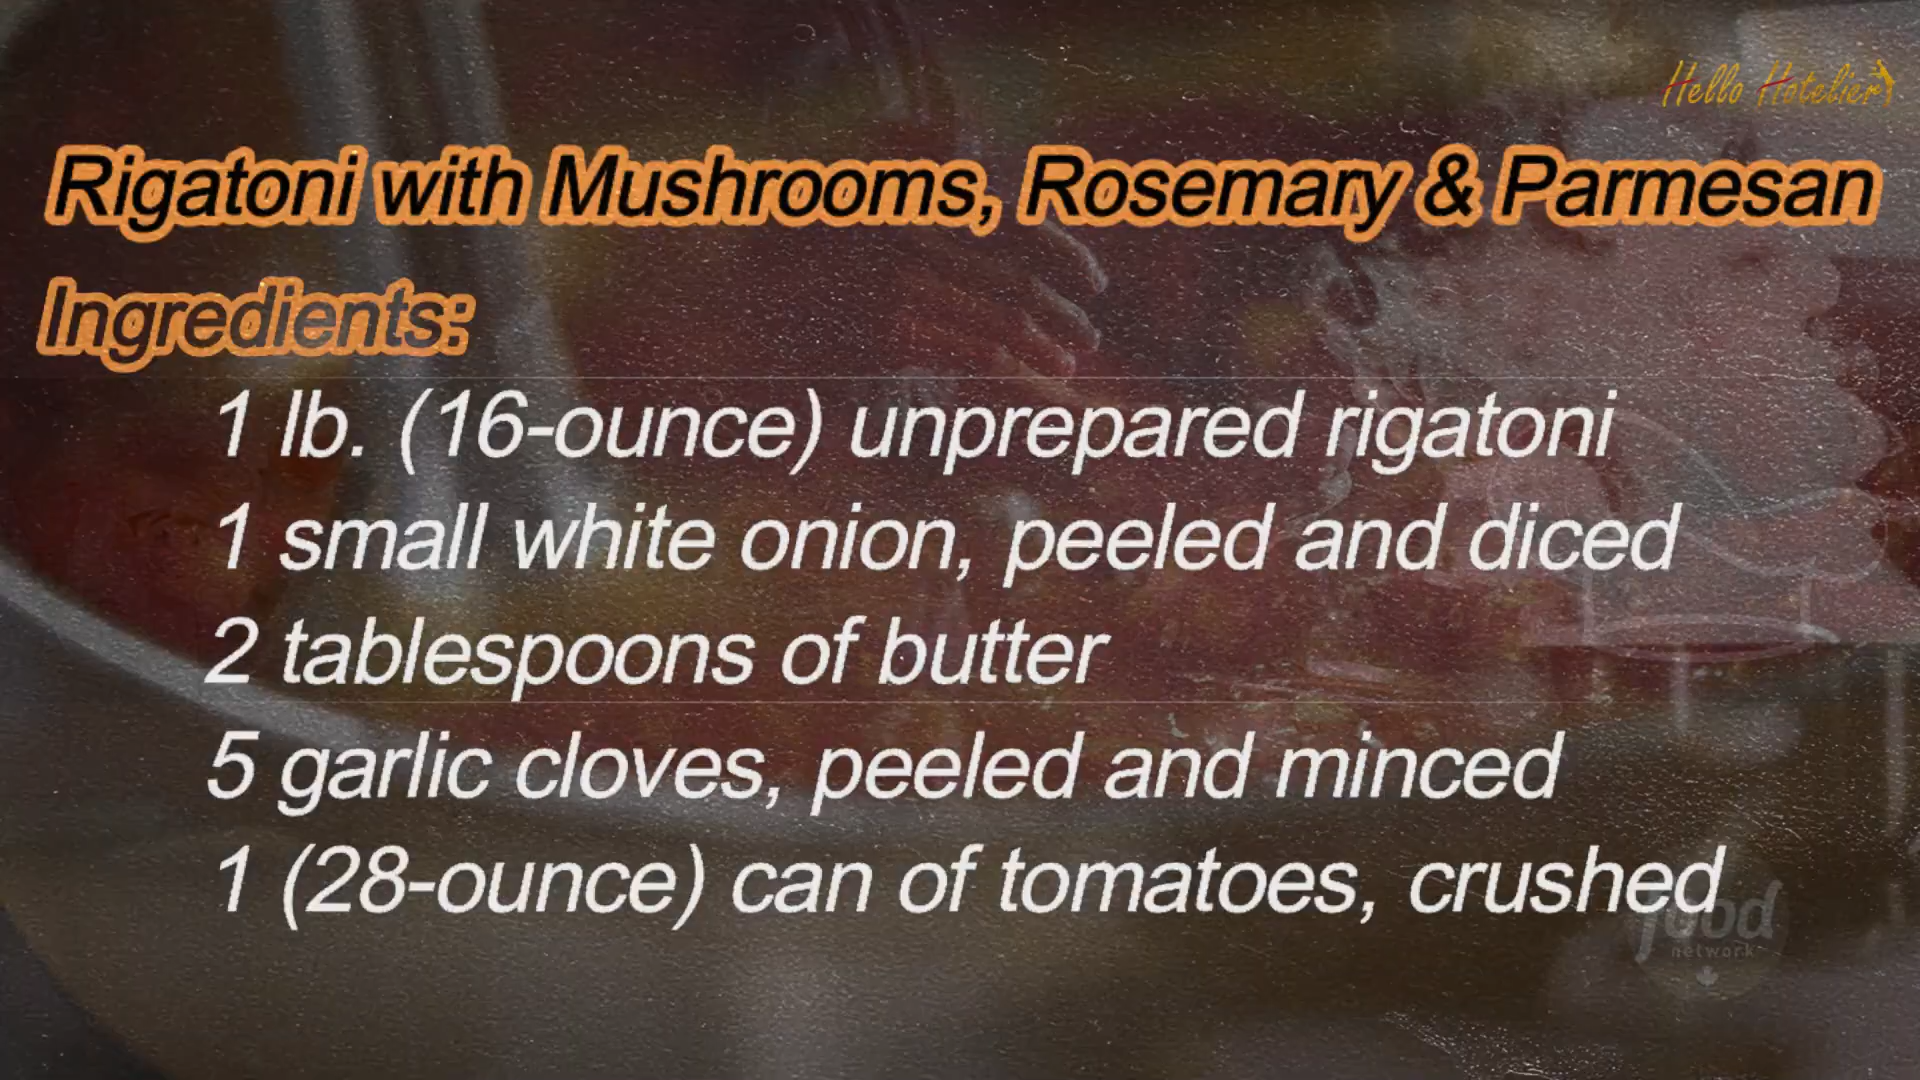 Hello Hotelier
Rigatoni with Mushrooms, Rosemary & Parmesan
Ingredients:
1 lb. (16-ounce) unprepared rigatoni
1 small white onion, peeled and diced
2 tablespoons of butter
5 garlic cloves, peeled and minced
1 (28-ounce) can of tomatoes, crushed
food
network